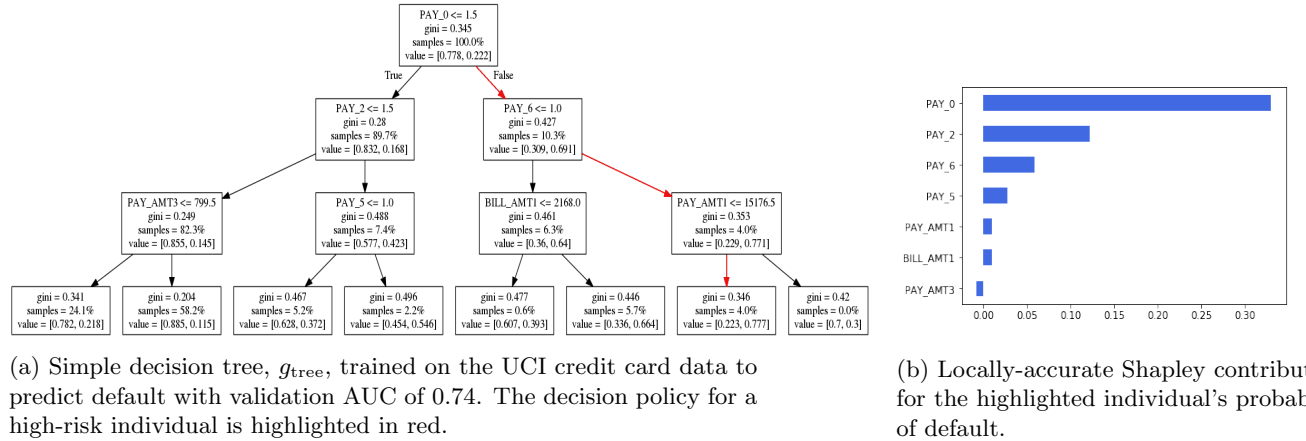 PAY_0 <= 1.5
gini = 0.345
samples = 100.0%
value = [0.778, 0.222]
True
False
PAY_2 <= 1.5
gini = 0.28
samples = 89.7%
value = [0.832, 0.168]
PAY_6 <= 1.0
gini = 0.427
samples = 10.3%
value = [0.309, 0.691]
PAY_AMT3 <= 799.5
gini = 0.249
samples = 82.3%
value = [0.855, 0.145]
PAY_5 <= 1.0
gini = 0.488
samples = 7.4%
value = [0.577, 0.423]
BILL_AMT1 <= 2168.0
gini = 0.461
samples = 6.3%
value = [0.36, 0.64]
PAY_AMT1 <= 15176.5
gini = 0.353
samples = 4.0%
value = [0.229, 0.771]
gini = 0.341
samples = 24.1%
value = [0.782, 0.218]
gini = 0.204
samples = 58.2%
value = [0.885, 0.115]
gini = 0.467
samples = 5.2%
value = [0.628, 0.372]
gini = 0.496
samples = 2.2%
value = [0.454, 0.546]
gini = 0.477
samples = 0.6%
value = [0.607, 0.393]
gini = 0.446
samples = 5.7%
value = [0.336, 0.664]
gini = 0.346
samples = 4.0%
value = [0.223, 0.777]
gini = 0.42
samples = 0.0%
value = [0.7, 0.3]
(a) Simple decision tree, g_tree, trained on the UCI credit card data to
predict default with validation AUC of 0.74. The decision policy for a
high-risk individual is highlighted in red.
PAY_0
PAY_2
PAY_6
PAY_5
PAY_AMT1
BILL_AMT1
PAY_AMT3
0.00 0.05 0.10 0.15 0.20 0.25 0.30
(b) Locally-accurate Shapley contribut
for the highlighted individual's probab
of default.